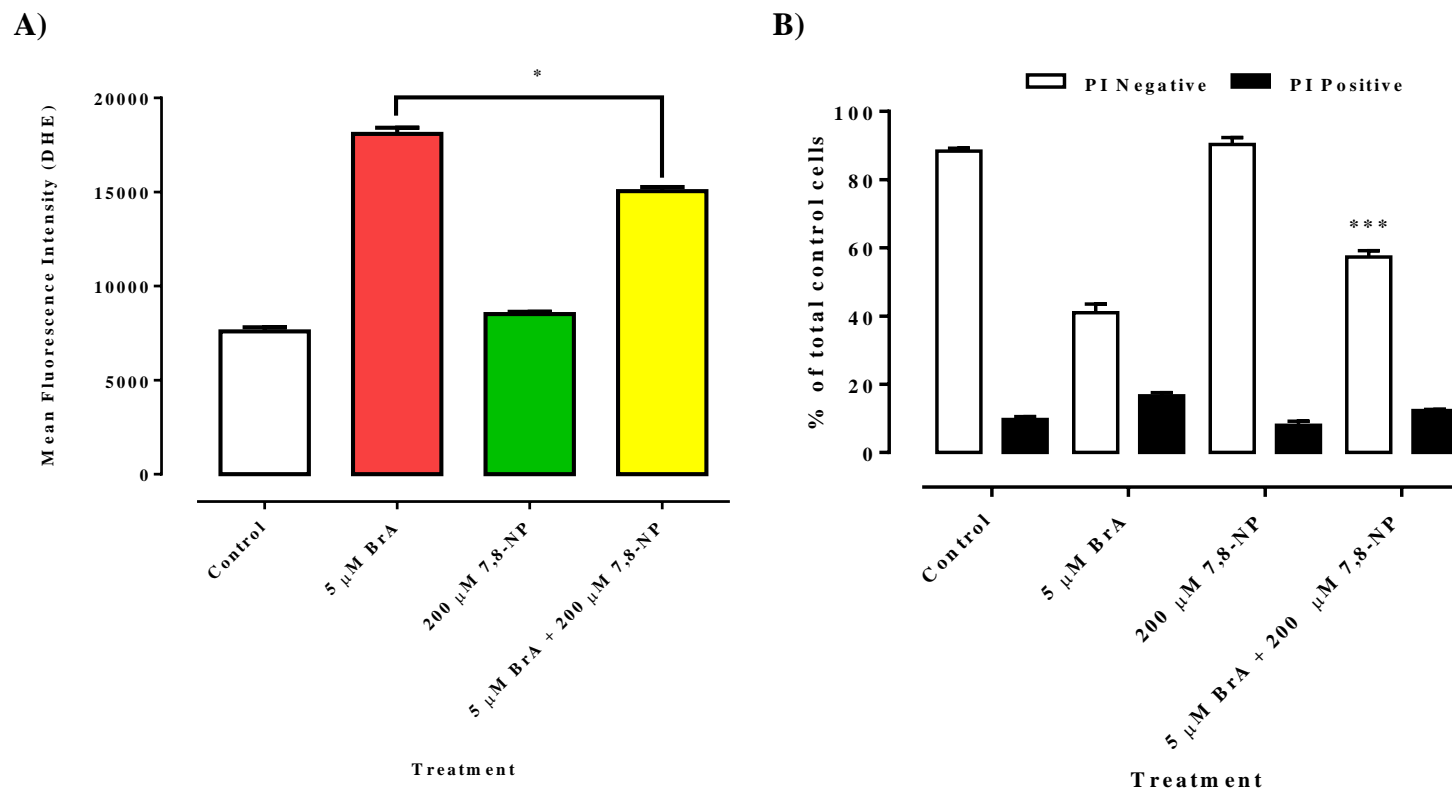 A)
Mean Fluorescence Intensity (DHE)
20000
15000
10000
5000
0
*
Control
5 μM BrA
200 μM 7,8-NP
5 μM BrA + 200 μM 7,8-NP
Treatment
B)
PI Negative
PI Positive
% of total control cells
100
80
60
40
20
0
***
Control
5 μM BrA
200 μM 7,8-NP
5 μM BrA + 200 μM 7,8-NP
Treatment